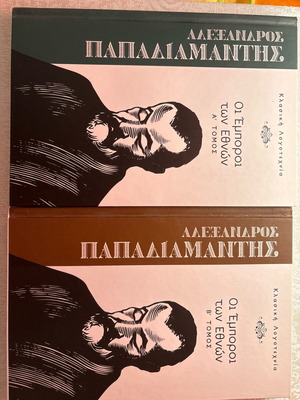 ΑΛΕΞΑΝΔΡΟΣ
ΠΑΠΑΔΙΑΜΑΝΤΗΣ
Οι Έμποροι
των Εθνών
Α΄ ΤΟΜΟΣ
Κλασική Λογοτεχνία
ΑΛΕΞΑΝΔΡΟΣ
ΠΑΠΑΔΙΑΜΑΝΤΗΣ
Οι Έμποροι
των Εθνών
Β΄ ΤΟΜΟΣ
Κλασική Λογοτεχνία